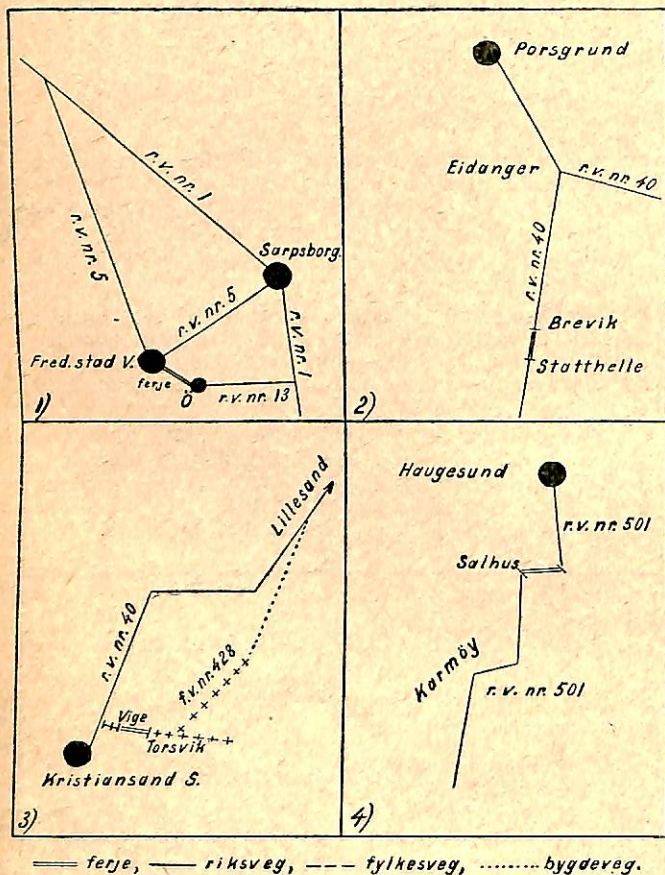 r.v. nr. 1
r.v. nr. 5
Sarpsborg.
r.v. nr. 5
r.v. nr. 1
Fred.stad V.
ferje
Ö
r.v. nr. 13
1)
Porsgrund
Eidanger
r.v. nr. 40
r.v. nr. 40
Brevik
Statthelle
2)
Lillesand
r.v. nr. 40
f.v. nr. 428
Vige
Torsvik
Kristiansand S.
3)
Haugesund
r.v. nr. 501
Salhus
Karmöy
r.v. nr. 501
4)
ferje, riksveg, fylkesveg, bygdeveg.